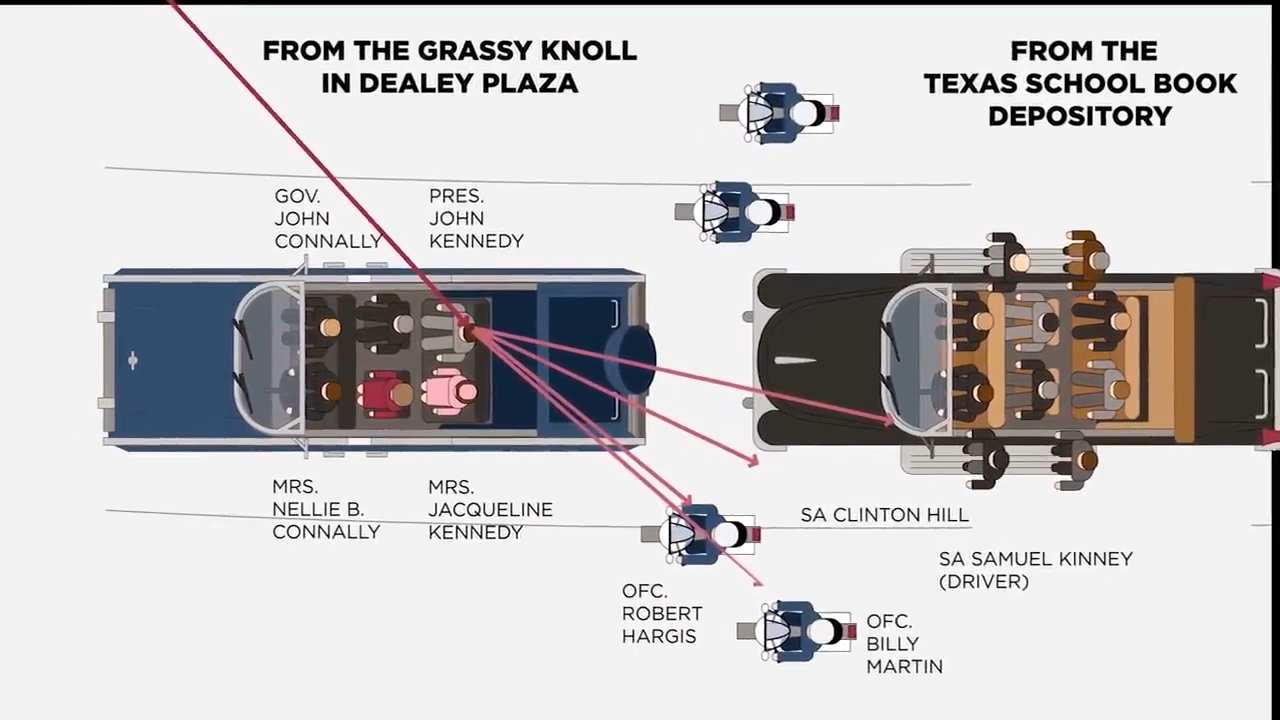 FROM THE GRASSY KNOLL
IN DEALEY PLAZA
FROM THE
TEXAS SCHOOL BOOK
DEPOSITORY
GOV.
JOHN
CONNALLY
PRES.
JOHN
KENNEDY
MRS.
NELLIE B.
CONNALLY
MRS.
JACQUELINE
KENNEDY
SA CLINTON HILL
SA SAMUEL KINNEY
(DRIVER)
OFC.
ROBERT
HARGIS
OFC.
BILLY
MARTIN